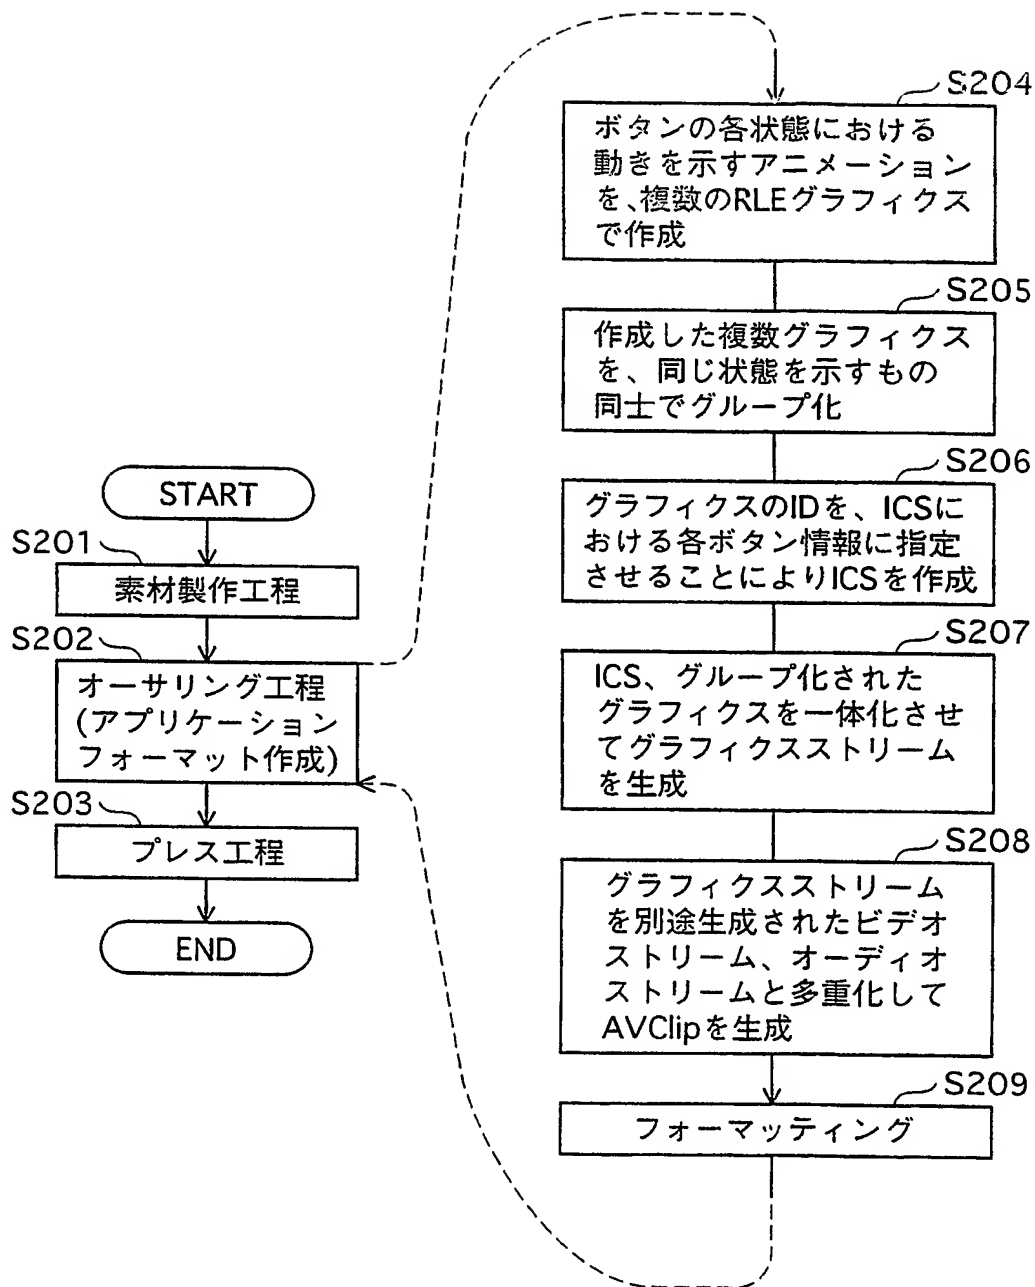 START
S201
素材製作工程
S202
オーサリング工程
(アプリケーション
フォーマット作成)
S203
プレス工程
END
S204
ボタンの各状態における
動きを示すアニメーション
を、複数のRLEグラフィクス
で作成
S205
作成した複数グラフィクス
を、同じ状態を示すもの
同士でグループ化
S206
グラフィクスのIDを、ICSに
おける各ボタン情報に指定
させることによりICSを作成
S207
ICS、グループ化された
グラフィクスを一体化させ
てグラフィクスストリーム
を生成
S208
グラフィクスストリーム
を別途生成されたビデオ
ストリーム、オーディオ
ストリームと多重化して
AVClipを生成
S209
フォーマッティング